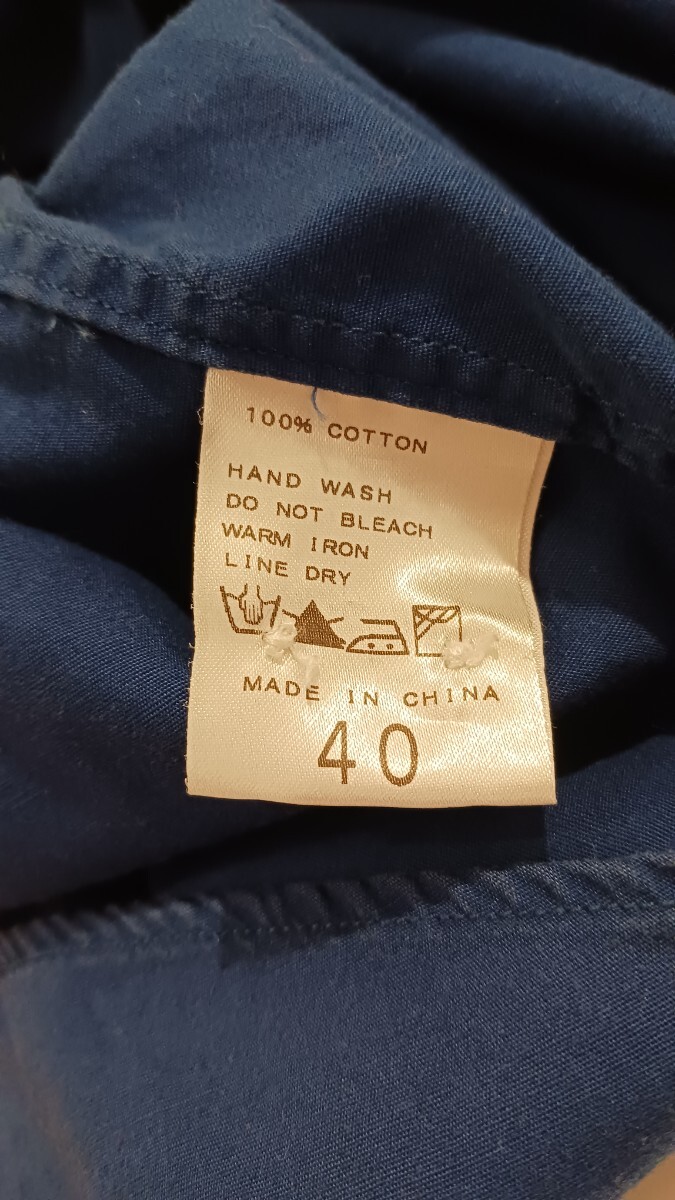 100% COTTON
HAND WASH
DO NOT BLEACH
WARM IRON
LINE DRY
MADE IN CHINA
40